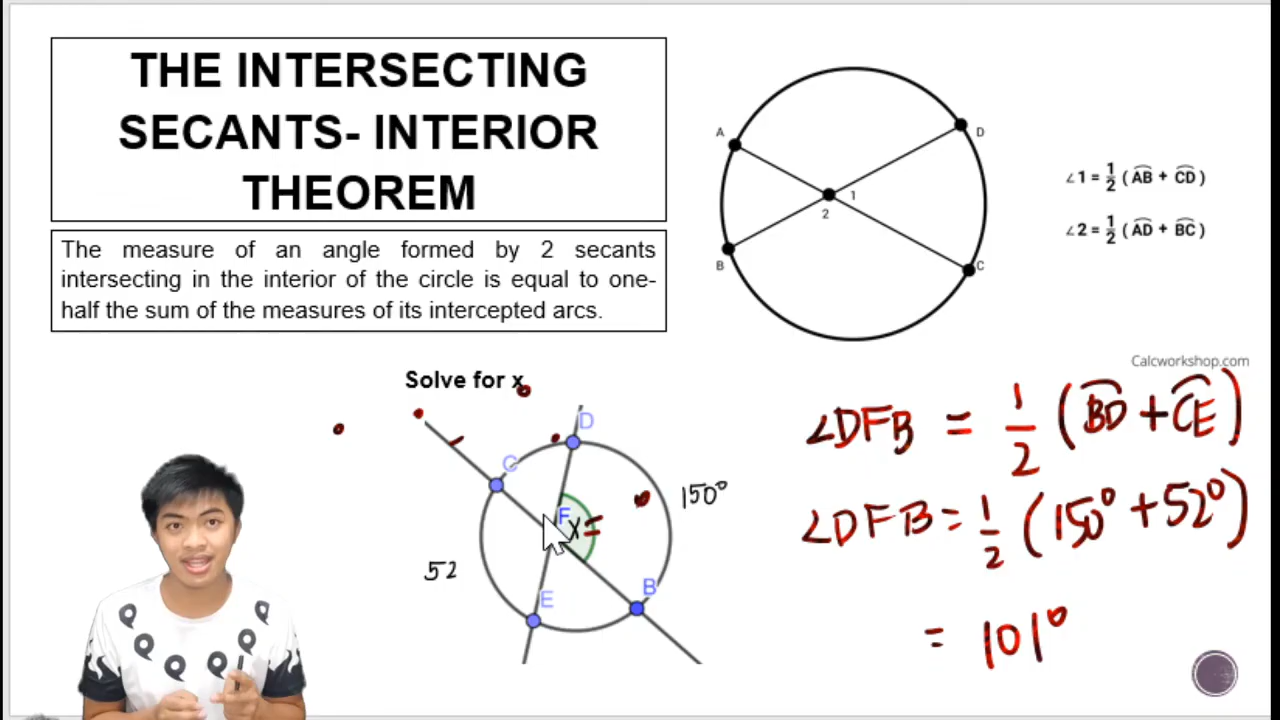 THE INTERSECTING
SECANTS- INTERIOR
THEOREM
The measure of an angle formed by 2 secants
intersecting in the interior of the circle is equal to one-
half the sum of the measures of its intercepted arcs.
A
D
1
2
B
C
∠1 = 1/2 ( AB + CD )
∠2 = 1/2 ( AD + BC )
Calcworkshop.com
Solve for x
D
C
150°
F
x =
52
E
B
∠DFB = 1/2 (BD + CE)
∠DFB = 1/2 (150° + 52°)
= 101°